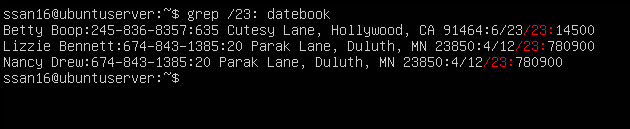 ssan16@ubuntuserver:~$ grep /23: datebook
Betty Boop:245-836-8357:635 Cutesy Lane, Hollywood, CA 91464:6/23/23:14500
Lizzie Bennett:674-843-1385:20 Parak Lane, Duluth, MN 23850:4/12/23:780900
Nancy Drew:674-843-1385:20 Parak Lane, Duluth, MN 23850:4/12/23:780900
ssan16@ubuntuserver:~$